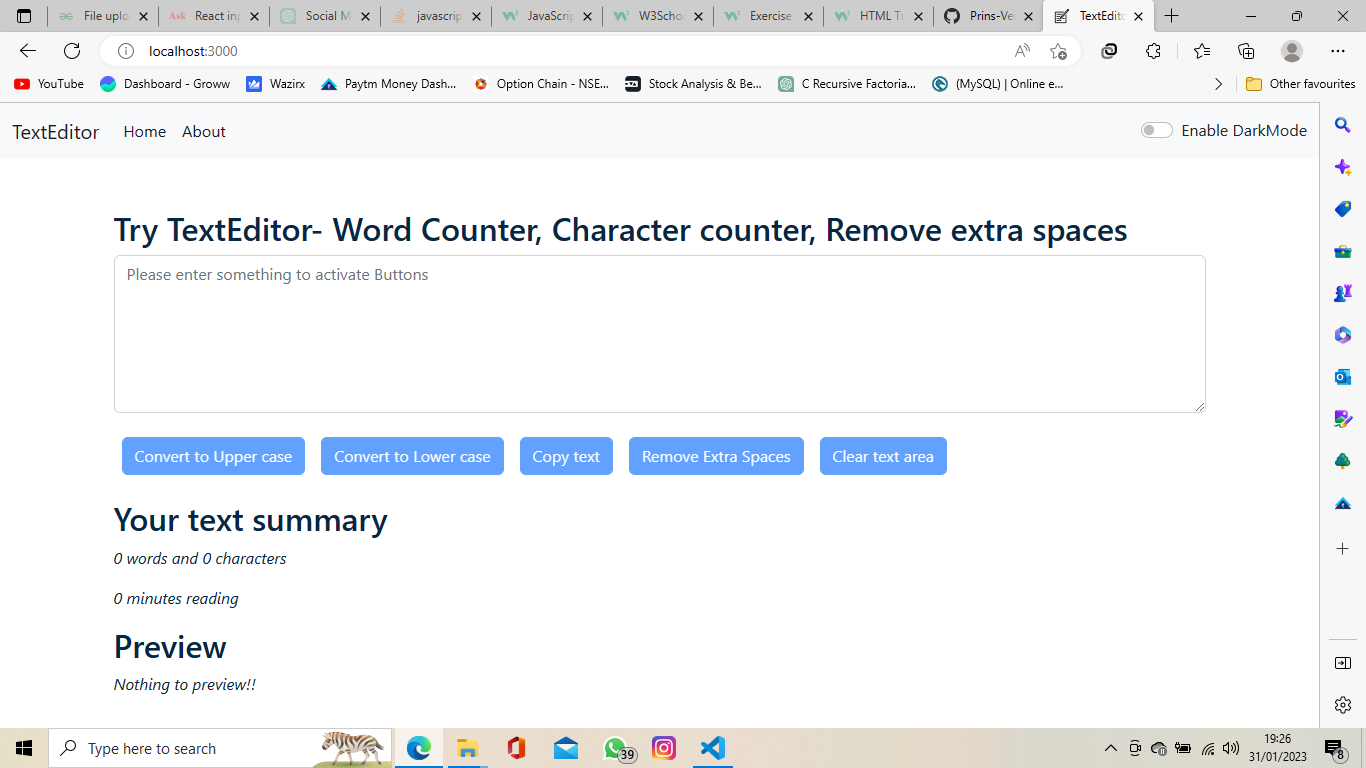 File uplo
React inp
Social M
javascrip
JavaScrip
W3Schoo
Exercise
HTML Tu
Prins-Ve
TextEdito
localhost:3000
YouTube
Dashboard - Groww
Wazirx
Paytm Money Dash...
Option Chain - NSE...
Stock Analysis & Be...
C Recursive Factoria...
(MySQL) | Online e...
Other favourites
TextEditor Home About
Enable DarkMode
Try TextEditor- Word Counter, Character counter, Remove extra spaces
Please enter something to activate Buttons
Convert to Upper case
Convert to Lower case
Copy text
Remove Extra Spaces
Clear text area
Your text summary
0 words and 0 characters
0 minutes reading
Preview
Nothing to preview!!
Type here to search
39
19:26
31/01/2023
8